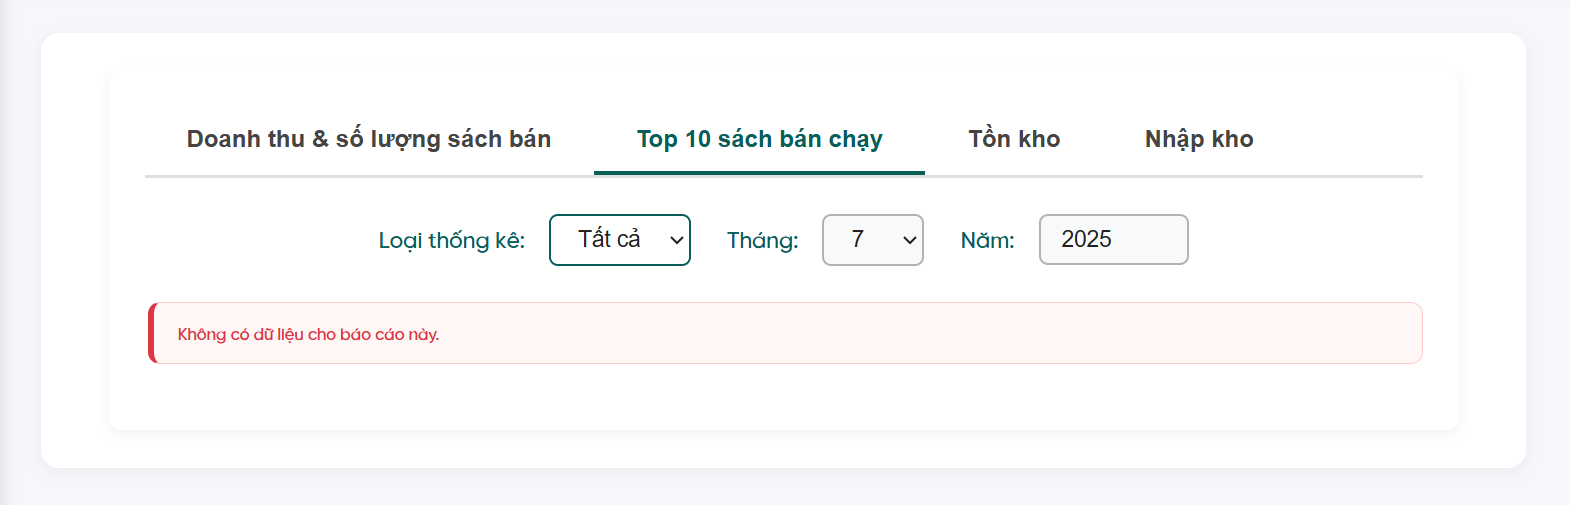 Doanh thu & số lượng sách bán Top 10 sách bán chạy Tồn kho Nhập kho
Loại thống kê: Tất cả Tháng: 7 Năm: 2025
Không có dữ liệu cho báo cáo này.